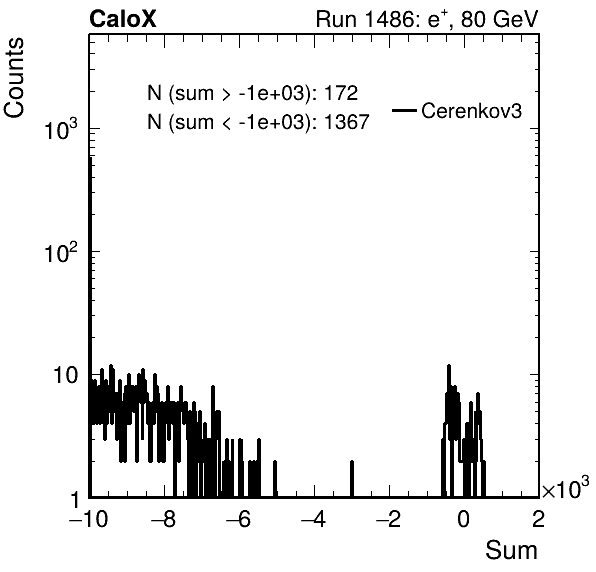 CaloX Run 1486: e⁺, 80 GeV
Counts
N (sum > -1e+03): 172
N (sum < -1e+03): 1367
Cerenkov3
10³
10²
10
1
−10 −8 −6 −4 −2 0 2
×10³
Sum